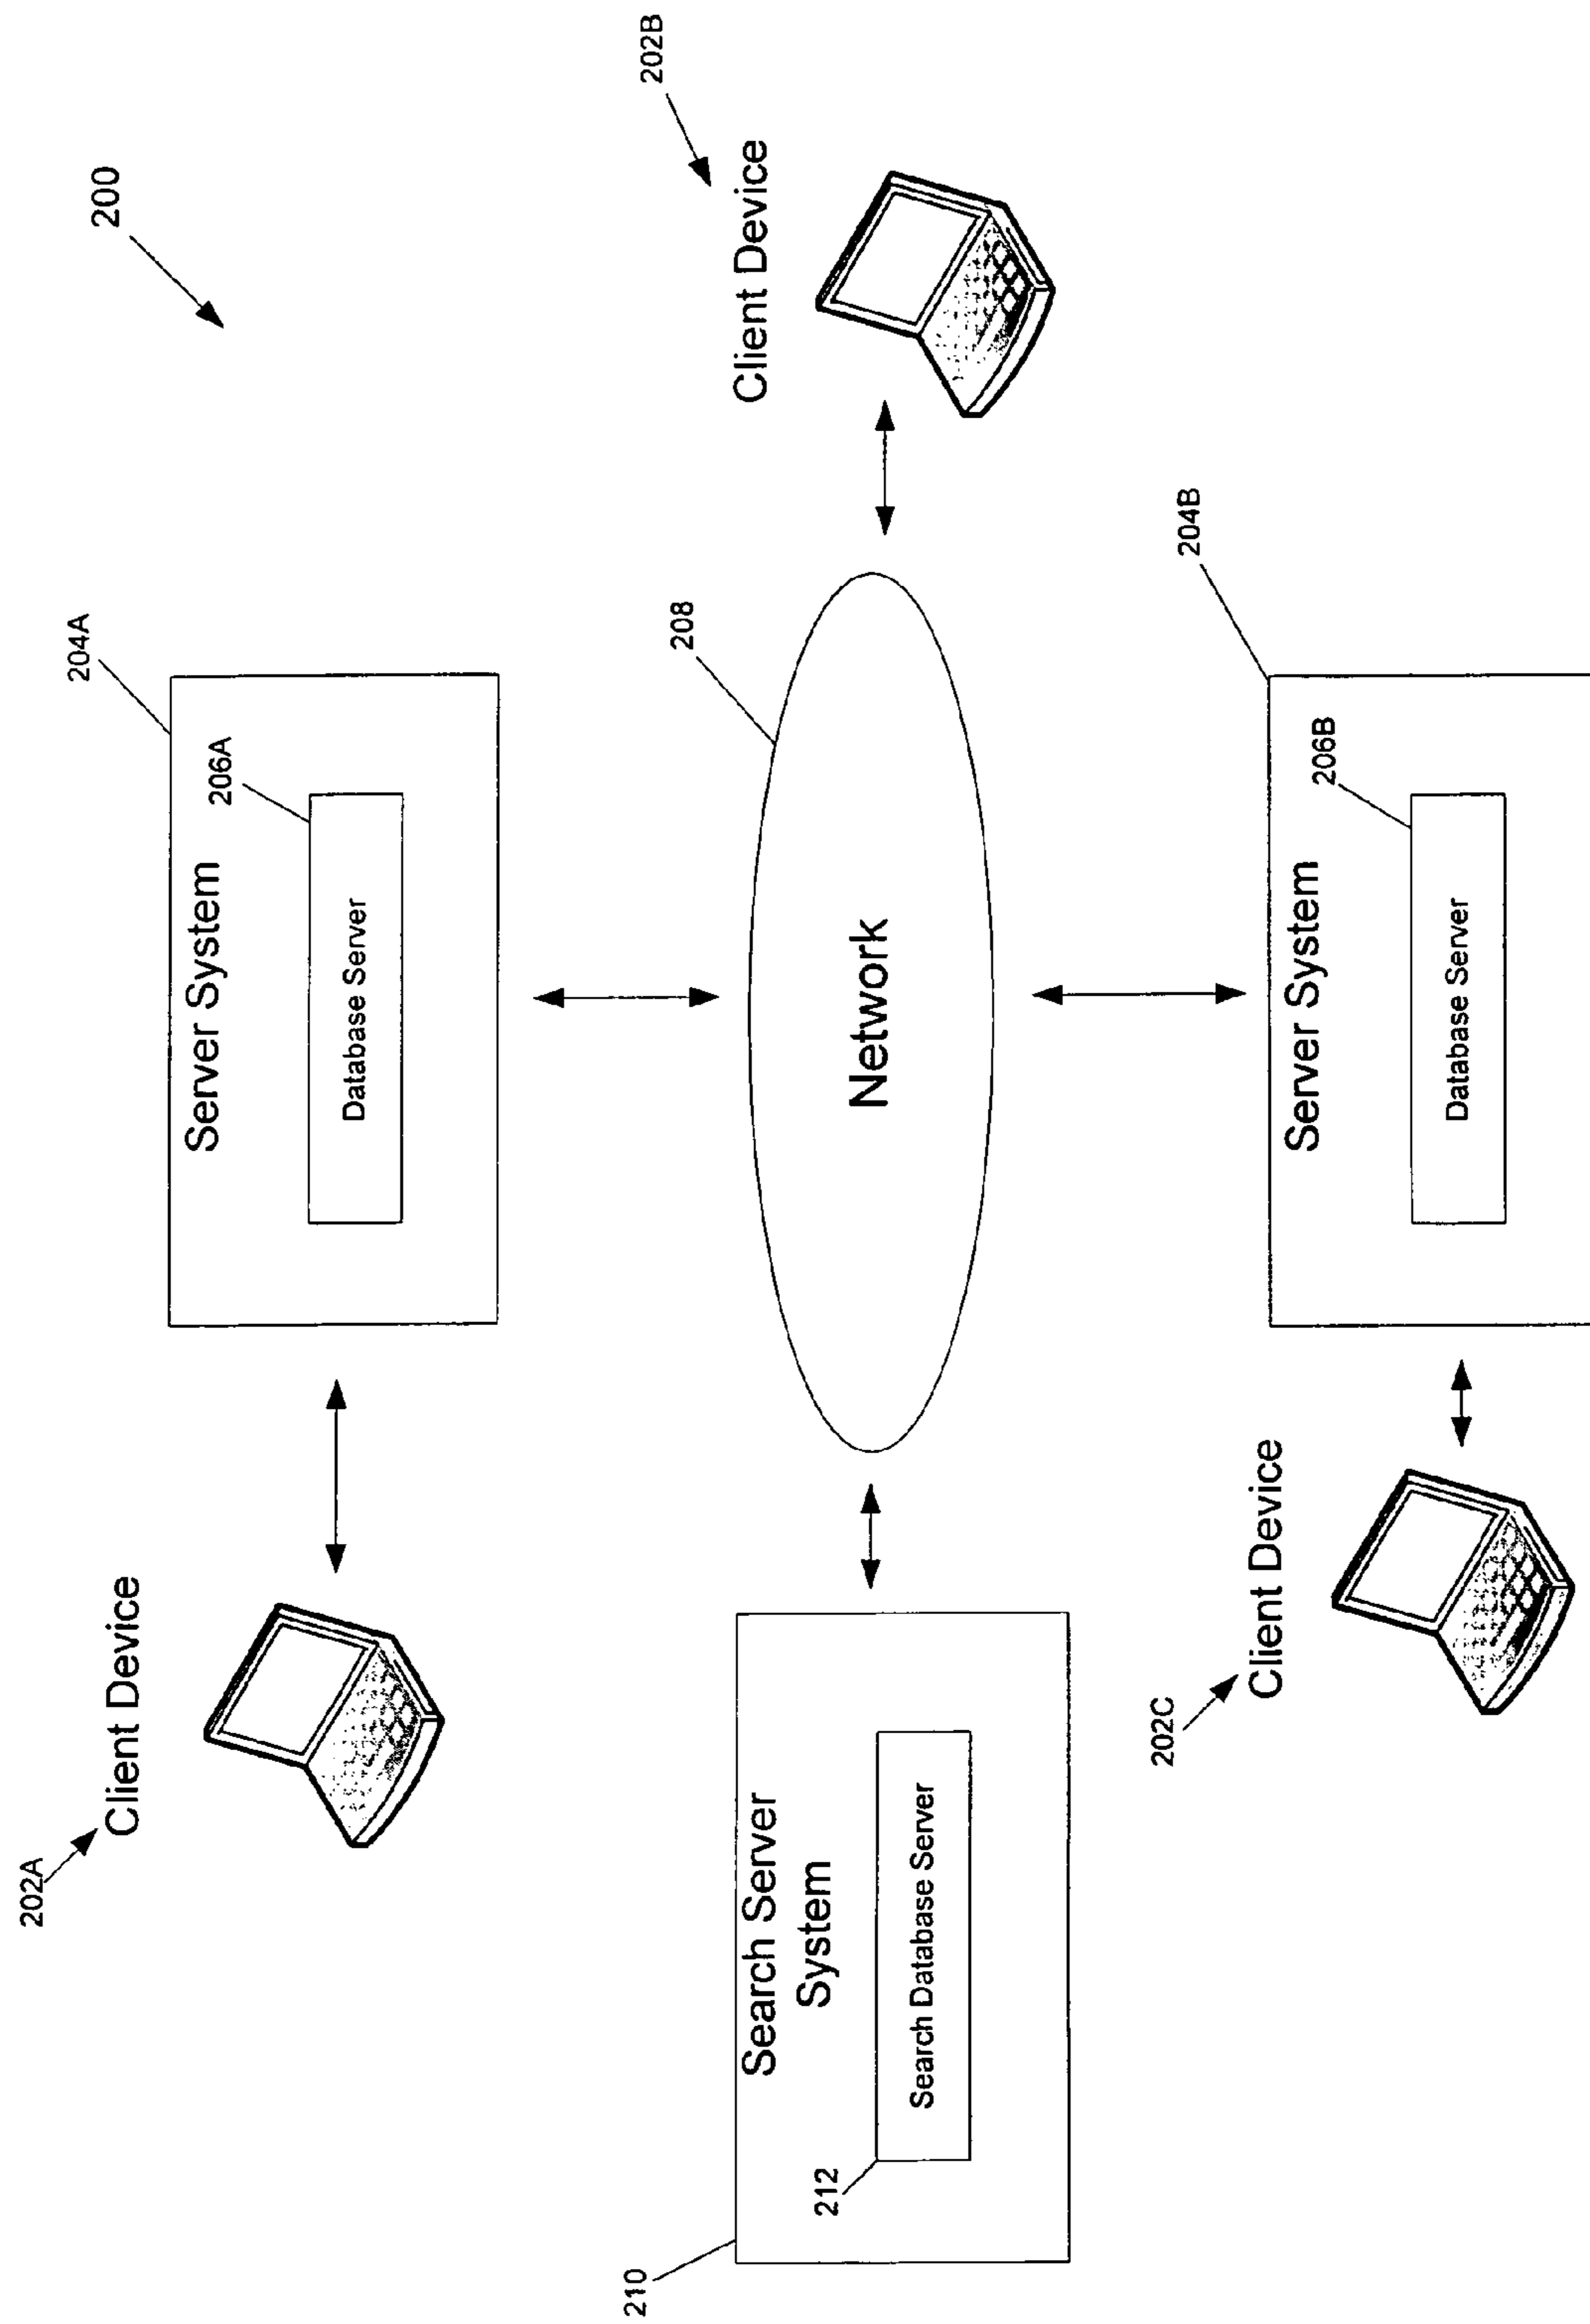 202A
Client Device
204A
200
Server System
206A
Database Server
210
Search Server
System
212
Search Database Server
208
Network
202B
Client Device
202C
Client Device
204B
Server System
206B
Database Server